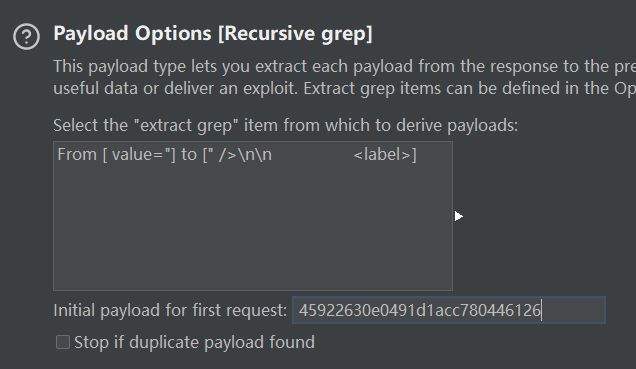 Payload Options [Recursive grep]
This payload type lets you extract each payload from the response to the pre
useful data or deliver an exploit. Extract grep items can be defined in the Op
Select the "extract grep" item from which to derive payloads:
From [ value="] to [" />\n\n                <label>]
Initial payload for first request: 45922630e0491d1acc780446126
Stop if duplicate payload found